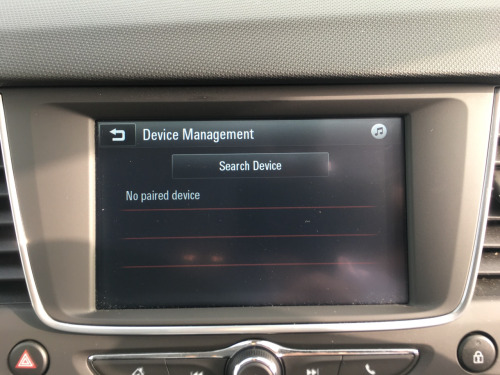 Device Management
Search Device
No paired device